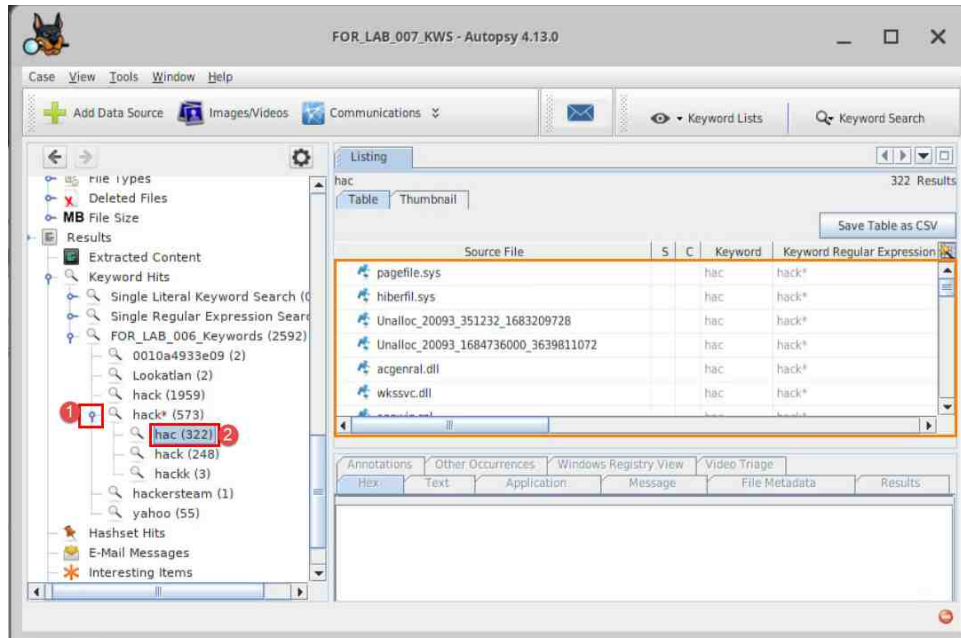 FOR_LAB_007_KWS - Autopsy 4.13.0
Case View Tools Window Help
Add Data Source Images/Videos Communications Keyword Lists Keyword Search
File Types
Deleted Files
MB File Size
Results
Extracted Content
Keyword Hits
Single Literal Keyword Search (0
Single Regular Expression Sear
FOR_LAB_006_Keywords (2592)
0010a4933e09 (2)
Lookatlan (2)
hack (1959)
1 hack* (573)
hac (322) 2
hack (248)
hackk (3)
hackersteam (1)
yahoo (55)
Hashset Hits
E-Mail Messages
Interesting Items
Listing
hac 322 Results
Table Thumbnail
Save Table as CSV
Source File S C Keyword Keyword Regular Expression
pagefile.sys hac hack*
hiberfil.sys hac hack*
Unalloc_20093_351232_1683209728 hac hack*
Unalloc_20093_1684736000_3639811072 hac hack*
acgenral.dll hac hack*
wkssvc.dll hac hack*
Annotations Other Occurrences Windows Registry View Video Triage
Hex Text Application Message File Metadata Results